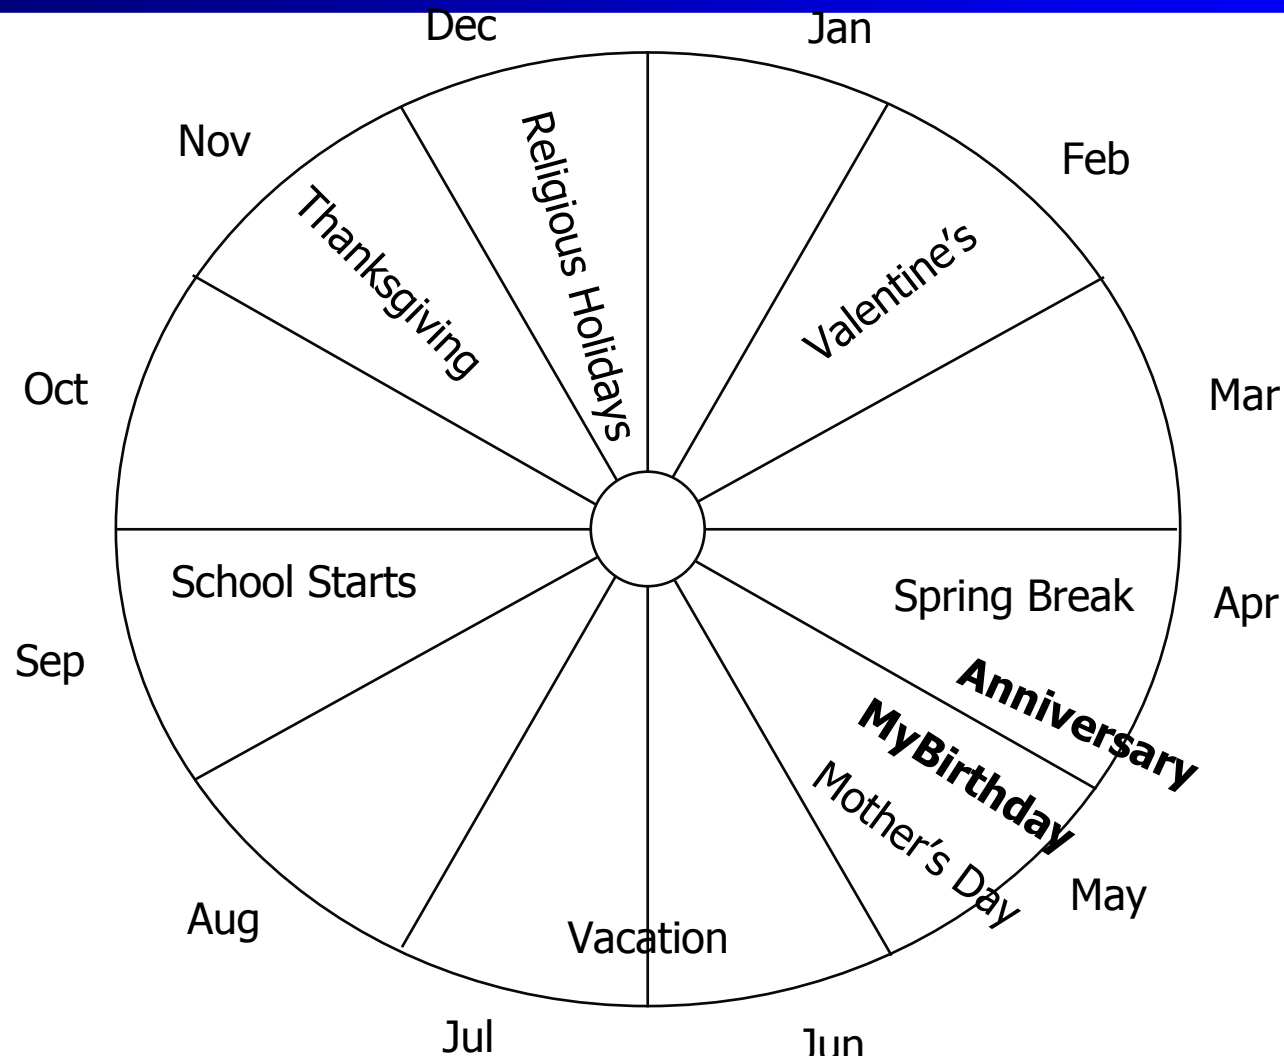 Dec
Jan
Nov
Feb
Religious Holidays
Thanksgiving
Valentine’s
Oct
Mar
School Starts
Spring Break
Apr
Sep
Anniversary
MyBirthday
Mother’s Day
May
Aug
Vacation
Jul
Jun